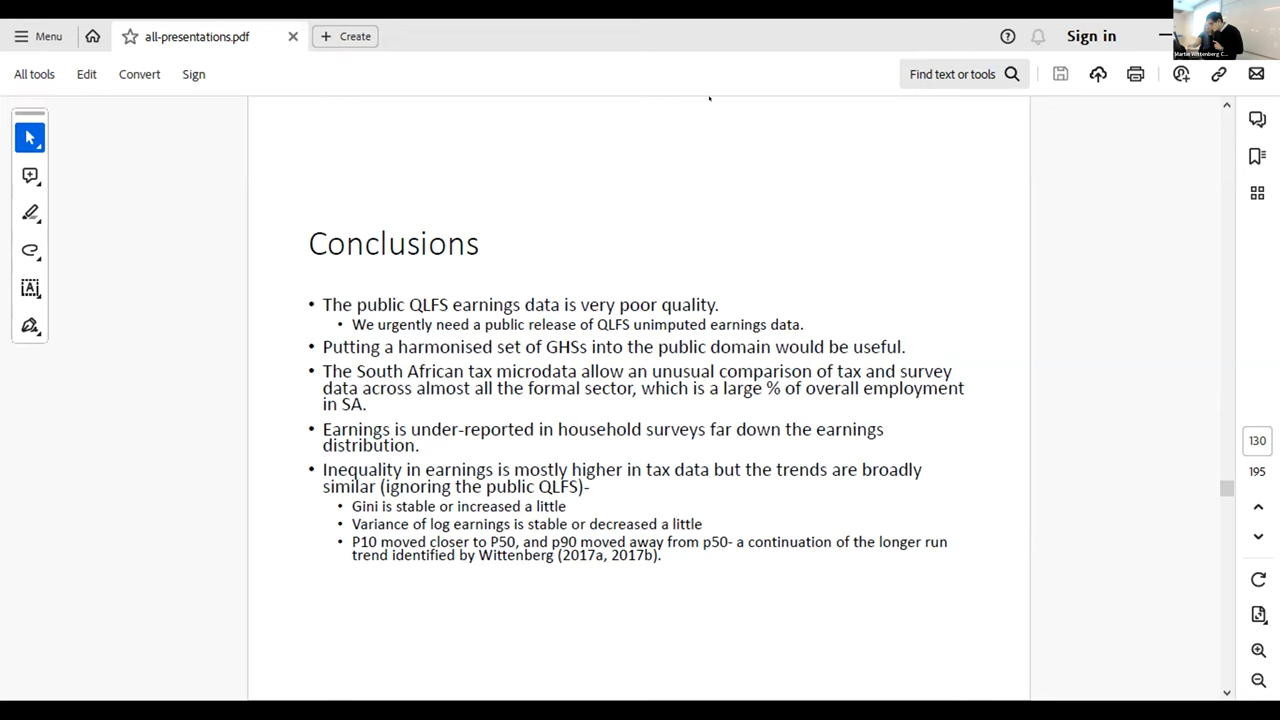 Menu
all-presentations.pdf
Create
Sign in
Martin Wittenberg C...
All tools
Edit
Convert
Sign
Find text or tools
Conclusions
• The public QLFS earnings data is very poor quality.
• We urgently need a public release of QLFS unimputed earnings data.
• Putting a harmonised set of GHSs into the public domain would be useful.
• The South African tax microdata allow an unusual comparison of tax and survey
data across almost all the formal sector, which is a large % of overall employment
in SA.
• Earnings is under-reported in household surveys far down the earnings
distribution.
• Inequality in earnings is mostly higher in tax data but the trends are broadly
similar (ignoring the public QLFS)-
• Gini is stable or increased a little
• Variance of log earnings is stable or decreased a little
• P10 moved closer to P50, and p90 moved away from p50- a continuation of the longer run
trend identified by Wittenberg (2017a, 2017b).
130
195